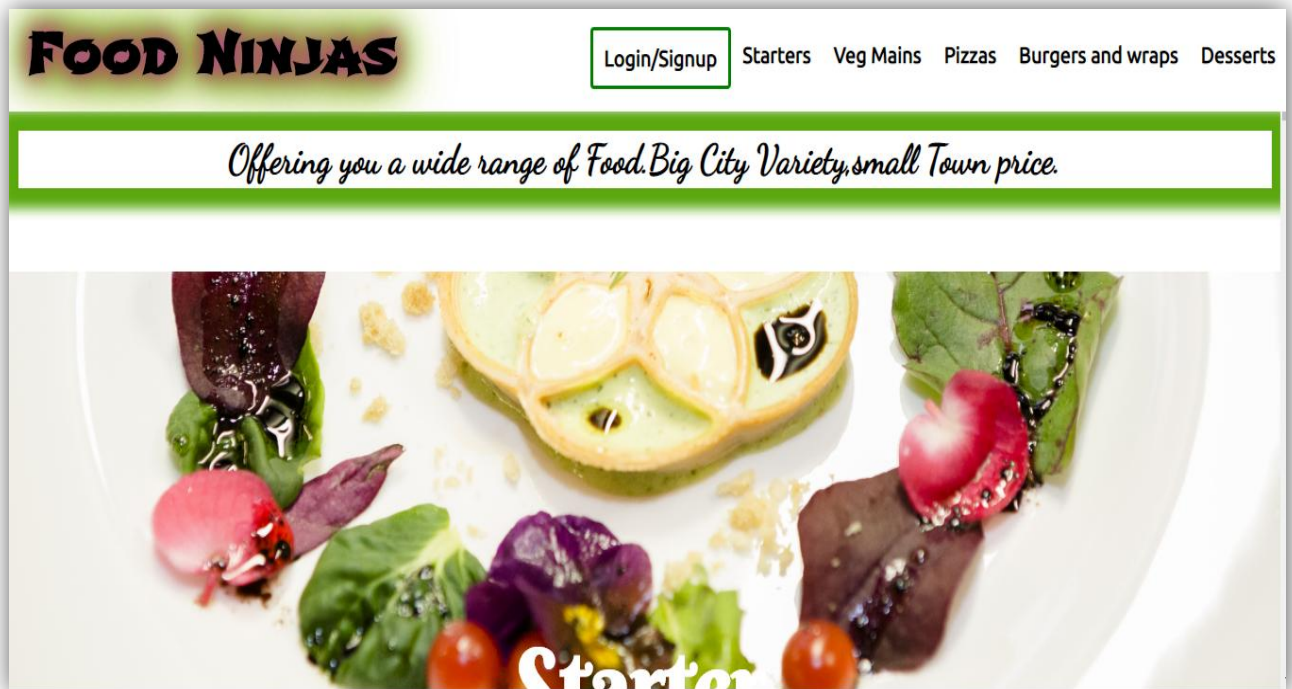 FOOD NINJAS
Login/Signup Starters Veg Mains Pizzas Burgers and wraps Desserts
Offering you a wide range of Food.Big City Variety,small Town price.